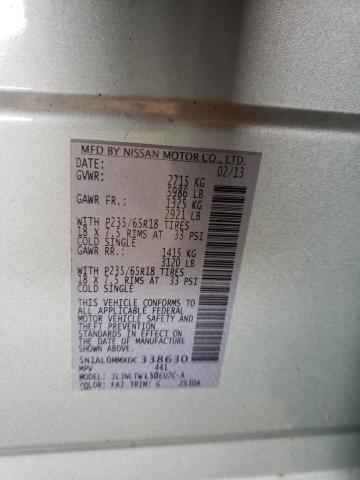 MFD BY NISSAN MOTOR CO., LTD.
DATE: 02/13
GVWR: 2715 KG
5986 LB
GAWR FR.: 1325 KG
2921 LB
WITH P235/65R18 TIRES
18 X 7.5 RIMS AT 33 PSI
COLD SINGLE
GAWR RR.: 1415 KG
3120 LB
WITH P235/65R18 TIRES
18 X 7.5 RIMS AT 33 PSI
COLD SINGLE
THIS VEHICLE CONFORMS
TO ALL APPLICABLE FEDERAL
MOTOR VEHICLE SAFETY
AND THEFT PREVENTION
STANDARDS IN EFFECT ON
THE DATE OF MANUFACTURE
SHOWN ABOVE.
5N1AL0MMXDC 338630
MPV 441
MODEL:
COLOR: FAJ TRIM: G